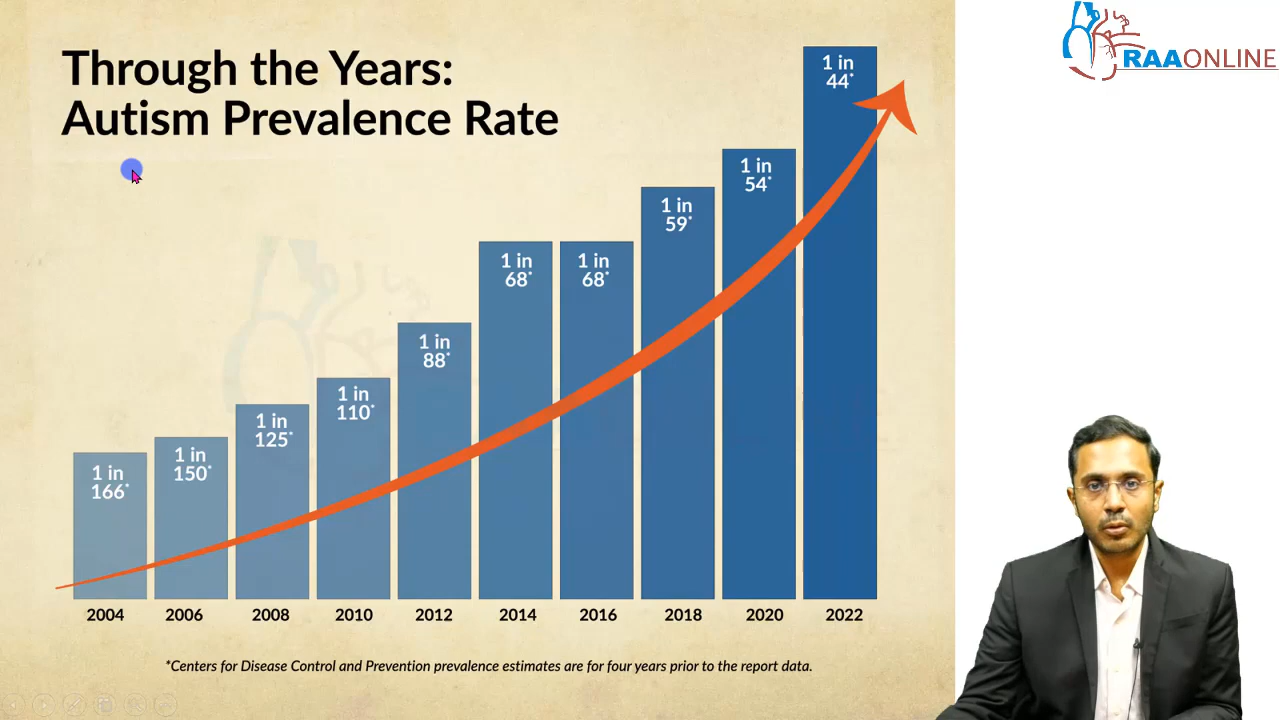 Through the Years:
Autism Prevalence Rate
RAAONLINE
1 in
44*
1 in
54*
1 in
59*
1 in
68*
1 in
68*
1 in
88*
1 in
110*
1 in
125*
1 in
150*
1 in
166*
2004 2006 2008 2010 2012 2014 2016 2018 2020 2022
*Centers for Disease Control and Prevention prevalence estimates are for four years prior to the report data.